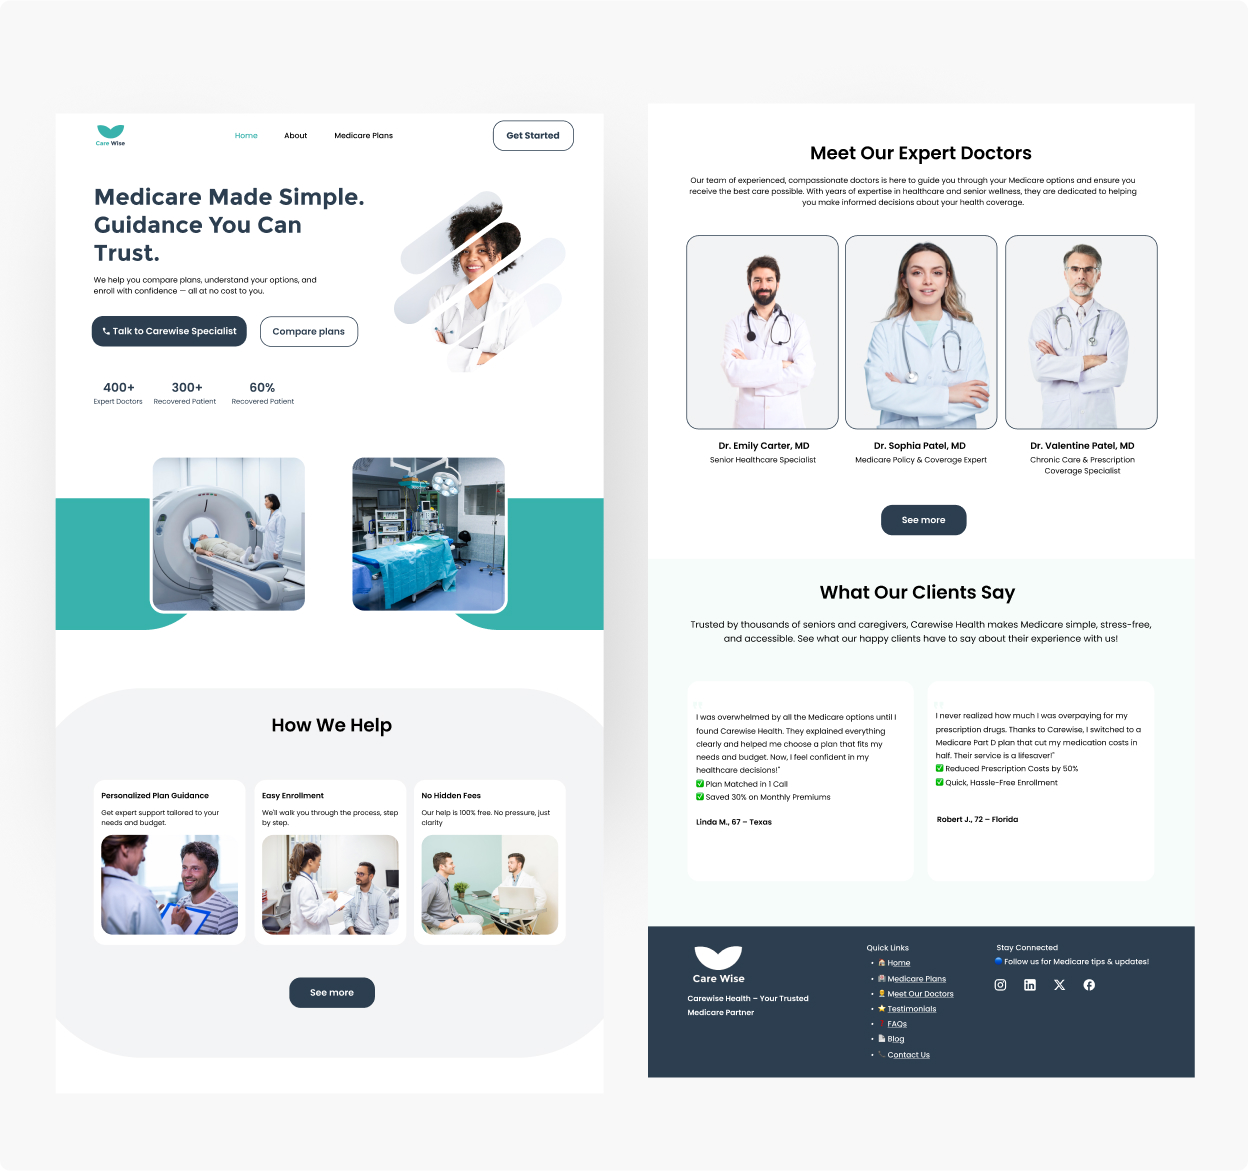 Care Wise
Home
About
Medicare Plans
Get Started
Medicare Made Simple.
Guidance You Can
Trust.
We help you compare plans, understand your options, and
enroll with confidence — all at no cost to you.
Talk to Carewise Specialist
Compare plans
400+
Expert Doctors
300+
Recovered Patient
60%
Recovered Patient
How We Help
Personalized Plan Guidance
Get expert support tailored to your
needs and budget.
Easy Enrollment
We'll walk you through the process, step
by step.
No Hidden Fees
Our help is 100% free. No pressure, just
clarity
See more
Meet Our Expert Doctors
Our team of experienced, compassionate doctors is here to guide you through your Medicare options and ensure you
receive the best care possible. With years of expertise in healthcare and senior wellness, they are dedicated to helping
you make informed decisions about your health coverage.
Dr. Emily Carter, MD
Senior Healthcare Specialist
Dr. Sophia Patel, MD
Medicare Policy & Coverage Expert
Dr. Valentine Patel, MD
Chronic Care & Prescription
Coverage Specialist
See more
What Our Clients Say
Trusted by thousands of seniors and caregivers, Carewise Health makes Medicare simple, stress-free,
and accessible. See what our happy clients have to say about their experience with us!
"
I was overwhelmed by all the Medicare options until I
found Carewise Health. They explained everything
clearly and helped me choose a plan that fits my
needs and budget. Now, I feel confident in my
healthcare decisions!"
✅ Plan Matched in 1 Call
✅ Saved 30% on Monthly Premiums
Linda M., 67 – Texas
"
I never realized how much I was overpaying for my
prescription drugs. Thanks to Carewise, I switched to a
Medicare Part D plan that cut my medication costs in
half. Their service is a lifesaver!"
✅ Reduced Prescription Costs by 50%
✅ Quick, Hassle-Free Enrollment
Robert J., 72 – Florida
Care Wise
Carewise Health – Your Trusted
Medicare Partner
Quick Links
• 🏠 Home
• 🏥 Medicare Plans
• Meet Our Doctors
• ⭐ Testimonials
• FAQs
• 📄 Blog
• 📞 Contact Us
Stay Connected
🔵 Follow us for Medicare tips & updates!